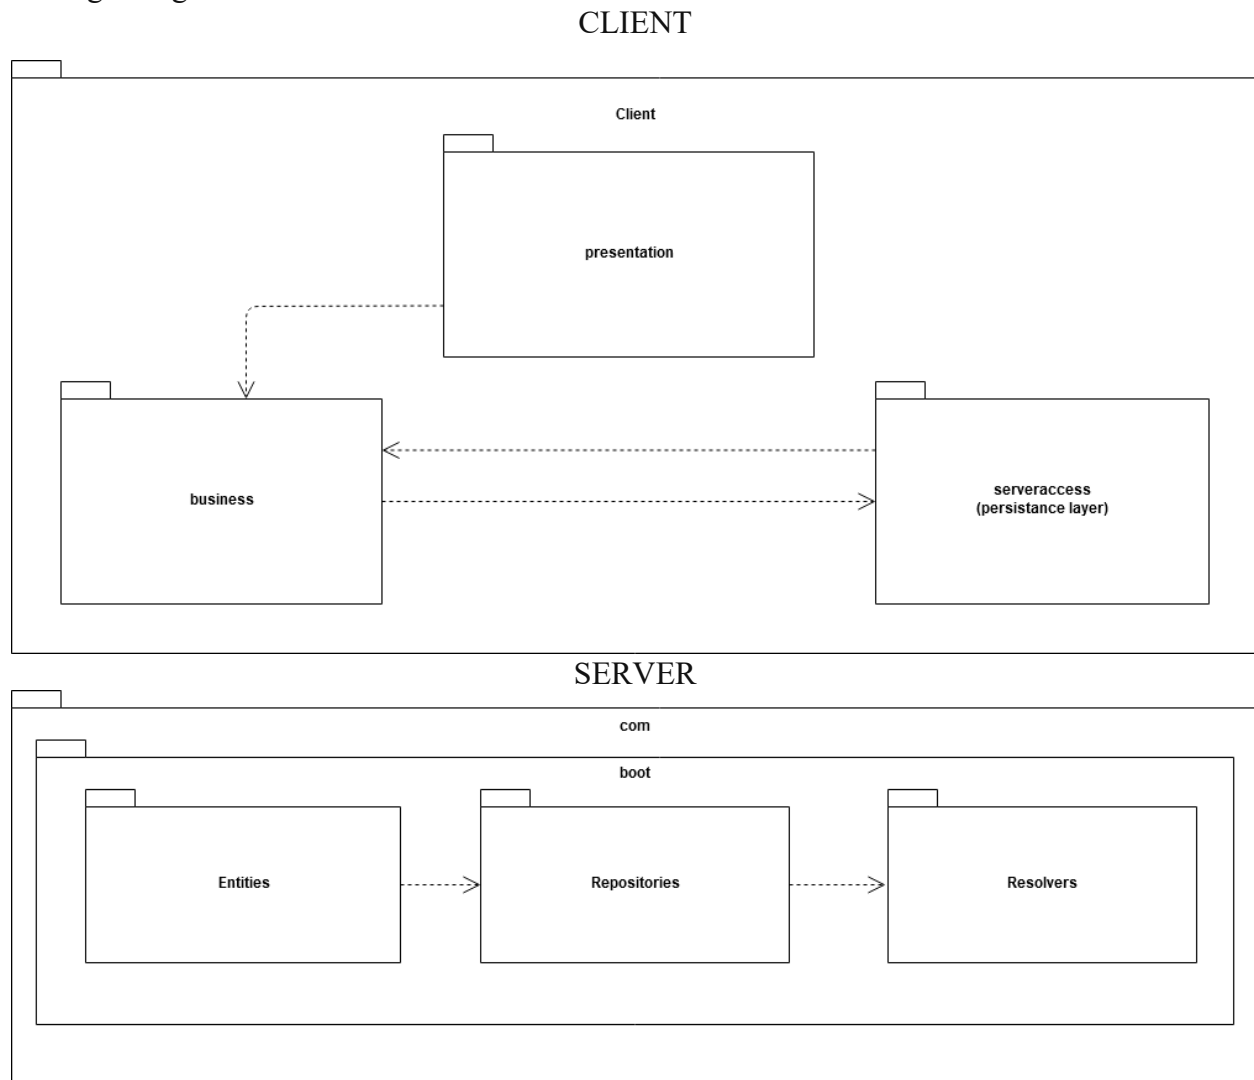 CLIENT
Client
presentation
business
serveraccess
(persistance layer)
SERVER
com
boot
Entities
Repositories
Resolvers